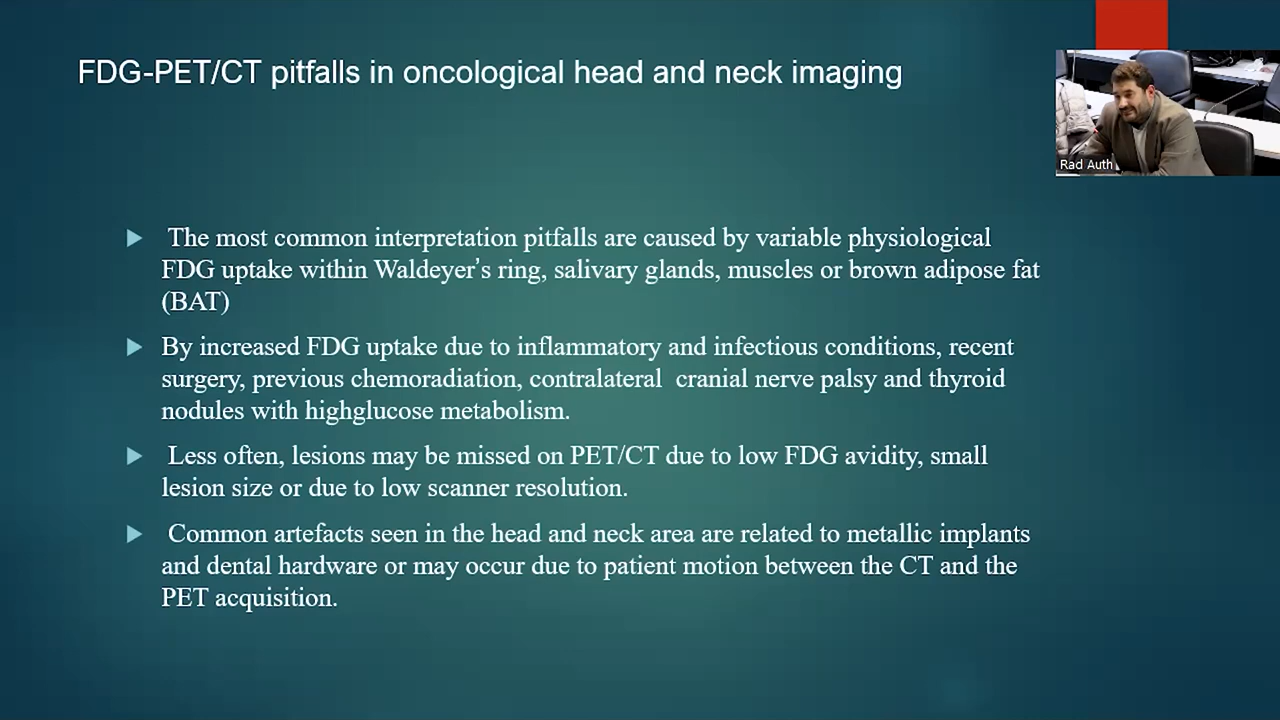 FDG-PET/CT pitfalls in oncological head and neck imaging
Rad Auth
The most common interpretation pitfalls are caused by variable physiological
FDG uptake within Waldeyer’s ring, salivary glands, muscles or brown adipose fat
(BAT)
By increased FDG uptake due to inflammatory and infectious conditions, recent
surgery, previous chemoradiation, contralateral  cranial nerve palsy and thyroid
nodules with highglucose metabolism.
Less often, lesions may be missed on PET/CT due to low FDG avidity, small
lesion size or due to low scanner resolution.
Common artefacts seen in the head and neck area are related to metallic implants
and dental hardware or may occur due to patient motion between the CT and the
PET acquisition.